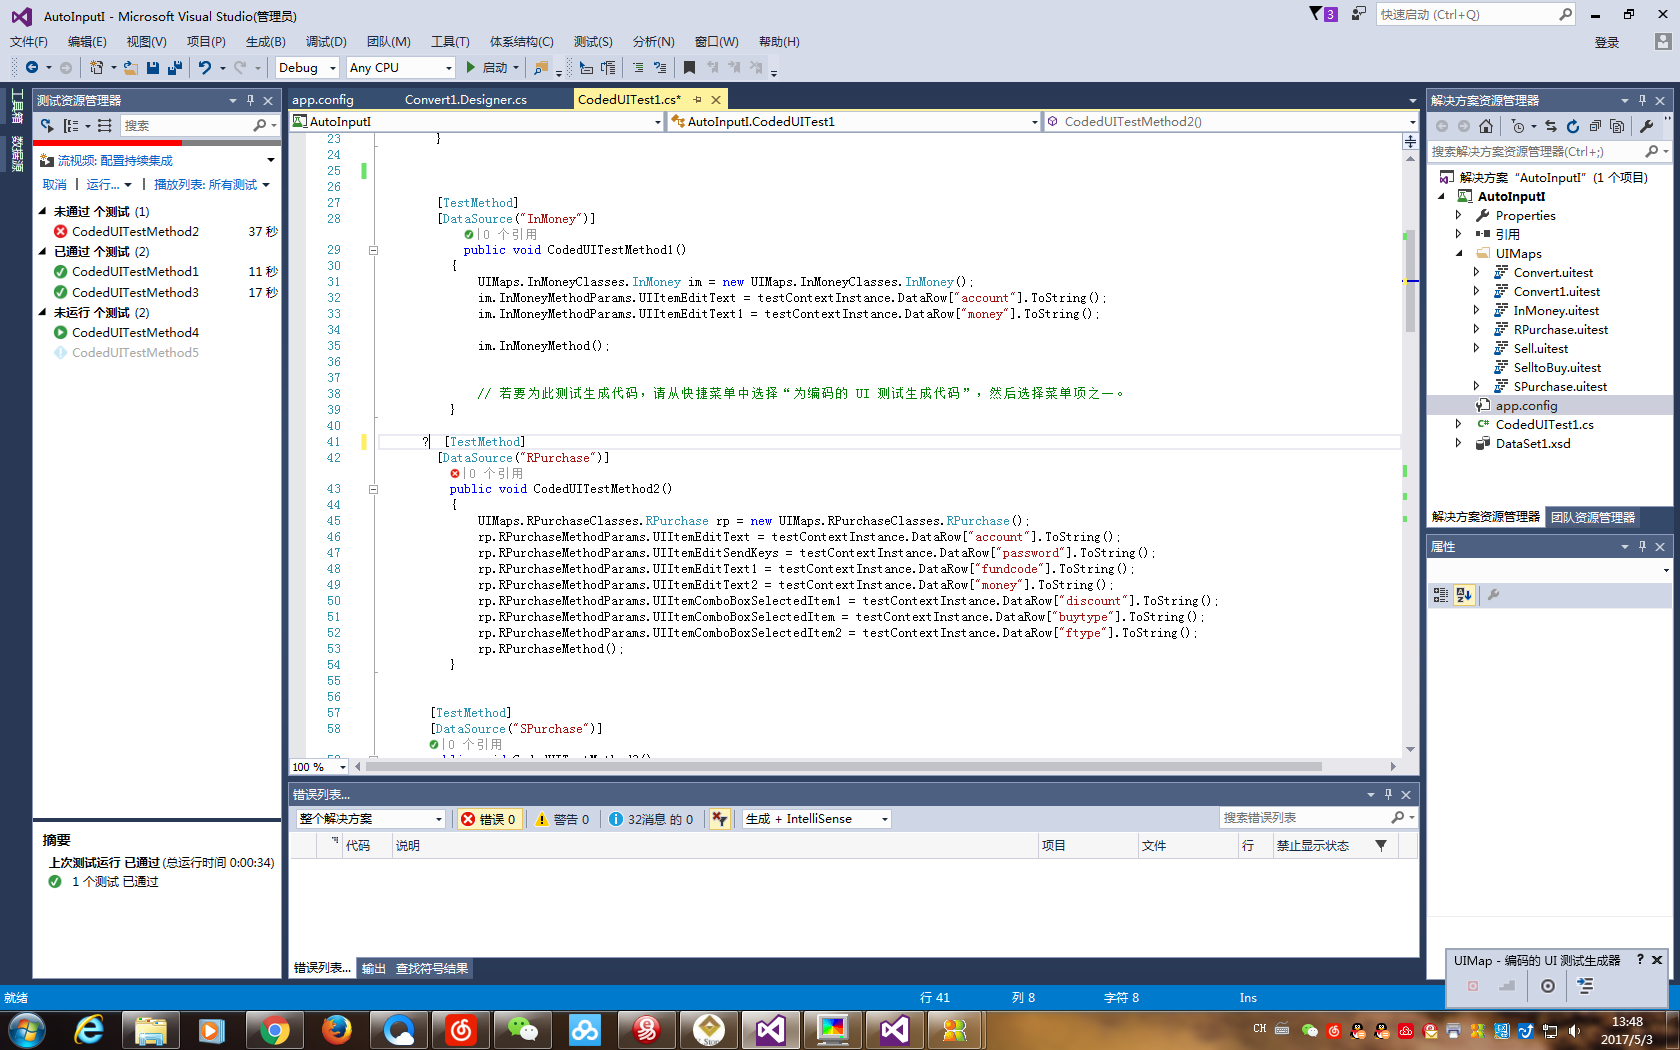 AutoInputI - Microsoft Visual Studio(管理员)
3
快速启动 (Ctrl+Q)
文件(F) 编辑(E) 视图(V) 项目(P) 生成(B) 调试(D) 团队(M) 工具(T) 体系结构(C) 测试(S) 分析(N) 窗口(W) 帮助(H)
登录
Debug Any CPU 启动
工具箱
数据源
测试资源管理器
搜索
流视频: 配置持续集成
取消 | 运行... | 播放列表: 所有测试
未通过 个测试 (1)
CodedUITestMethod2 37 秒
已通过 个测试 (2)
CodedUITestMethod1 11 秒
CodedUITestMethod3 17 秒
未运行 个测试 (2)
CodedUITestMethod4
CodedUITestMethod5
摘要
上次测试运行 已通过 (总运行时间 0:00:34)
1 个测试 已通过
app.config Convert1.Designer.cs CodedUITest1.cs*
AutoInputI AutoInputI.CodedUITest1 CodedUITestMethod2()
23 }
24
25
26
27 [TestMethod]
28 [DataSource("InMoney")]
|0 个引用
29 public void CodedUITestMethod1()
30 {
31 UIMaps.InMoneyClasses.InMoney im = new UIMaps.InMoneyClasses.InMoney();
32 im.InMoneyMethodParams.UIItemEditText = testContextInstance.DataRow["account"].ToString();
33 im.InMoneyMethodParams.UIItemEditText1 = testContextInstance.DataRow["money"].ToString();
34
35 im.InMoneyMethod();
36
37
38 // 若要为此测试生成代码，请从快捷菜单中选择“为编码的 UI 测试生成代码”，然后选择菜单项之一。
39 }
40
41 ? [TestMethod]
42 [DataSource("RPurchase")]
|0 个引用
43 public void CodedUITestMethod2()
44 {
45 UIMaps.RPurchaseClasses.RPurchase rp = new UIMaps.RPurchaseClasses.RPurchase();
46 rp.RPurchaseMethodParams.UIItemEditText = testContextInstance.DataRow["account"].ToString();
47 rp.RPurchaseMethodParams.UIItemEditSendKeys = testContextInstance.DataRow["password"].ToString();
48 rp.RPurchaseMethodParams.UIItemEditText1 = testContextInstance.DataRow["fundcode"].ToString();
49 rp.RPurchaseMethodParams.UIItemEditText2 = testContextInstance.DataRow["money"].ToString();
50 rp.RPurchaseMethodParams.UIItemComboBoxSelectedItem1 = testContextInstance.DataRow["discount"].ToString();
51 rp.RPurchaseMethodParams.UIItemComboBoxSelectedItem = testContextInstance.DataRow["buytype"].ToString();
52 rp.RPurchaseMethodParams.UIItemComboBoxSelectedItem2 = testContextInstance.DataRow["ftype"].ToString();
53 rp.RPurchaseMethod();
54 }
55
56
57 [TestMethod]
58 [DataSource("SPurchase")]
|0 个引用
100 %
错误列表...
整个解决方案 错误 0 警告 0 32消息 的 0 生成 + IntelliSense 搜索错误列表
代码 说明 项目 文件 行 禁止显示状态
错误列表... 输出 查找符号结果
解决方案资源管理器
搜索解决方案资源管理器(Ctrl+;)
解决方案 "AutoInputI" (1 个项目)
AutoInputI
Properties
引用
UIMaps
Convert.uitest
Convert1.uitest
InMoney.uitest
RPurchase.uitest
Sell.uitest
SelltoBuy.uitest
SPurchase.uitest
app.config
CodedUITest1.cs
DataSet1.xsd
解决方案资源管理器 团队资源管理器
属性
UIMap - 编码的 UI 测试生成器
就绪 行 41 列 8 字符 8 Ins
CH
13:48
2017/5/3